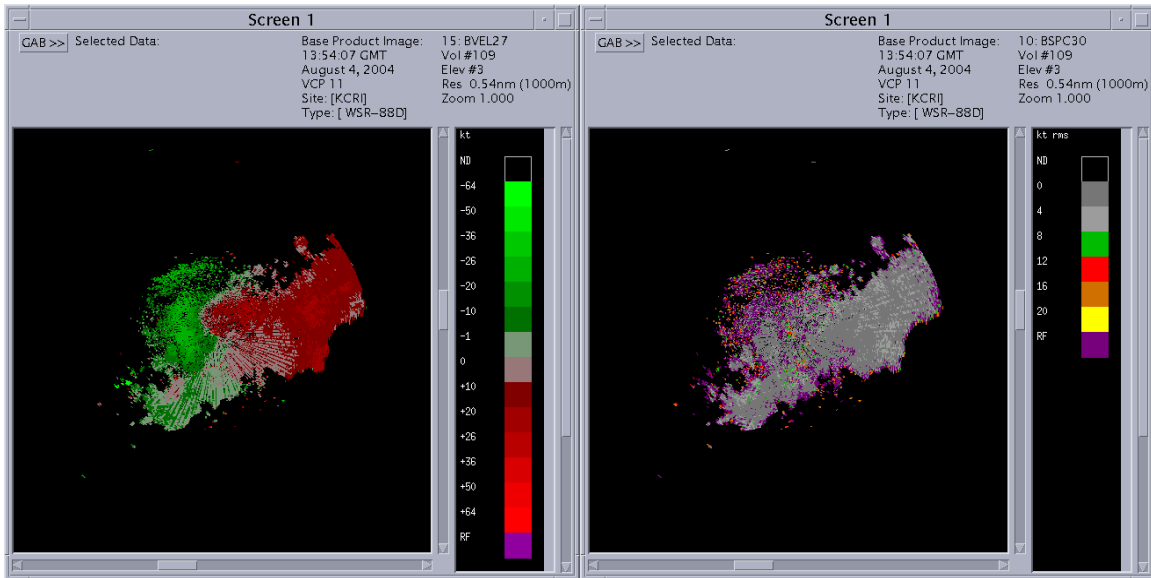 Screen 1
GAB >> Selected Data:
Base Product Image: 15: BVEL27
13:54:07 GMT Vol #109
August 4, 2004 Elev #3
VCP 11 Res 0.54nm (1000m)
Site: [KCRI] Zoom 1.000
Type: [ WSR-88D]
kt
ND
-64
-50
-36
-26
-20
-10
-1
0
+10
+20
+26
+36
+50
+64
RF
Screen 1
GAB >> Selected Data:
Base Product Image: 10: BSPC30
13:54:07 GMT Vol #109
August 4, 2004 Elev #3
VCP 11 Res 0.54nm (1000m)
Site: [KCRI] Zoom 1.000
Type: [ WSR-88D]
kt rms
ND
0
4
8
12
16
20
RF